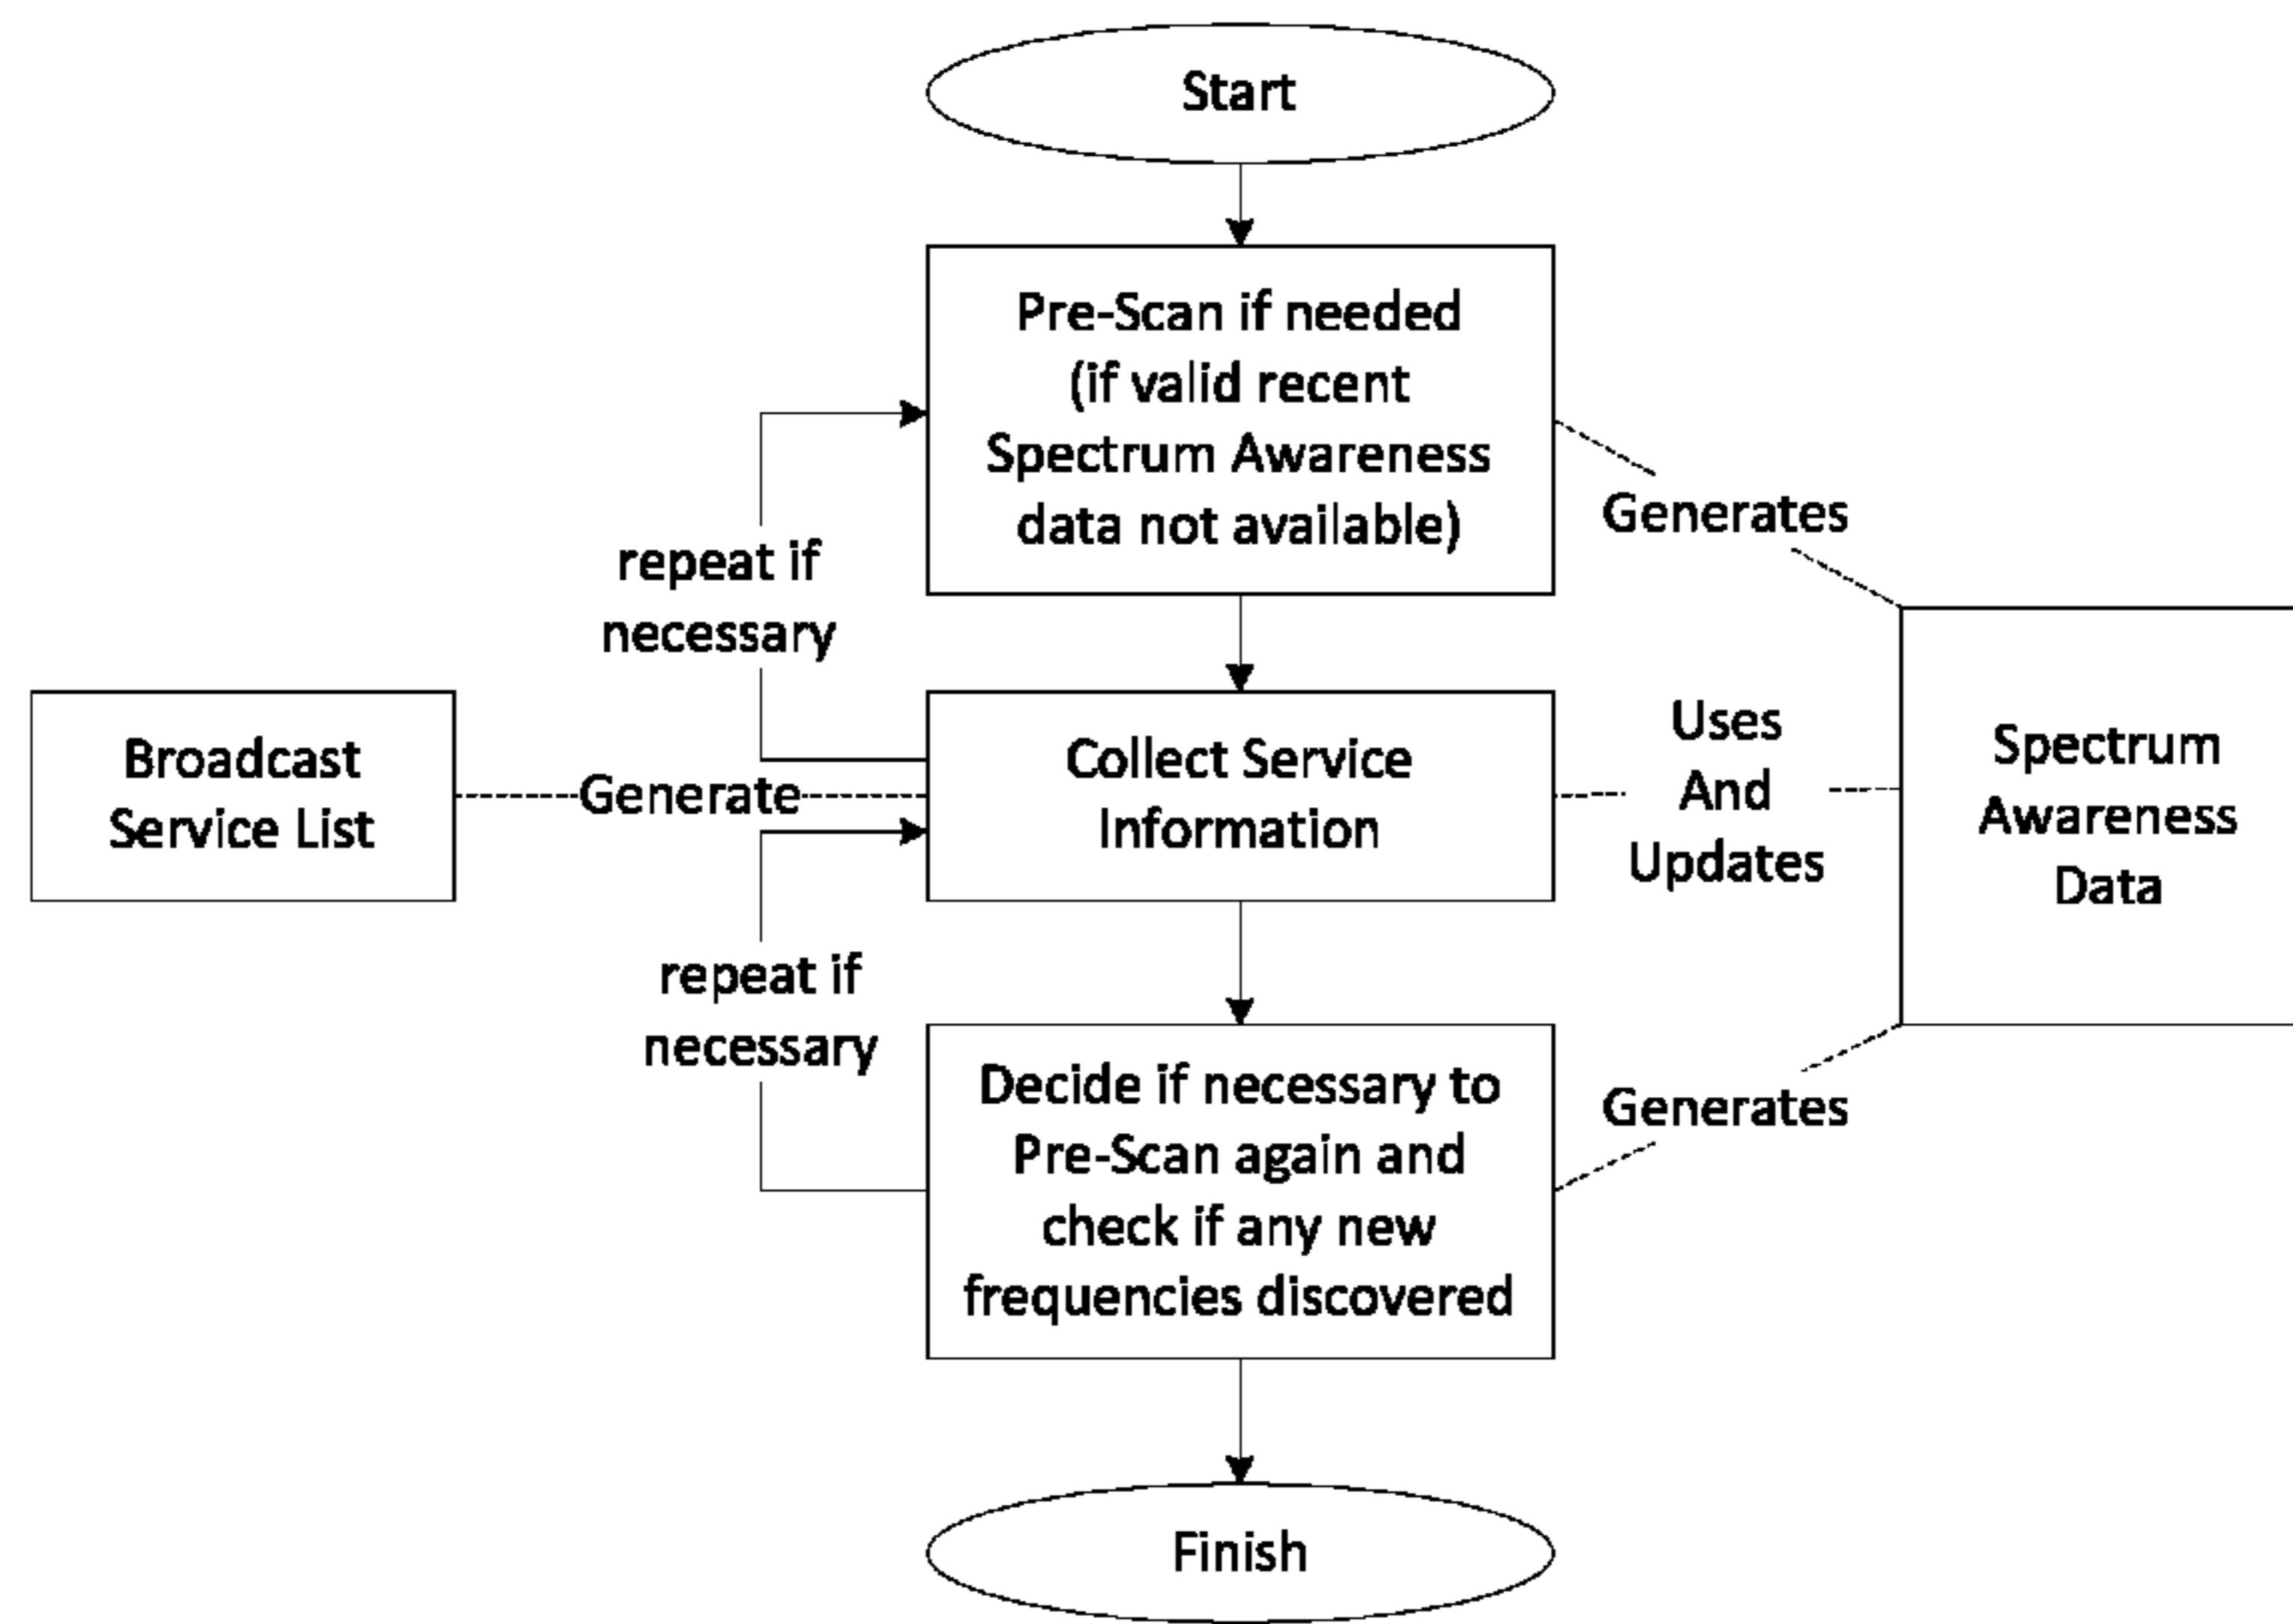 Start
Pre-Scan if needed
(if valid recent
Spectrum Awareness
data not available)
Generates
repeat if
necessary
Broadcast
Service List
Generate
Collect Service
Information
Uses
And
Updates
Spectrum
Awareness
Data
repeat if
necessary
Decide if necessary to
Pre-Scan again and
check if any new
frequencies discovered
Generates
Finish